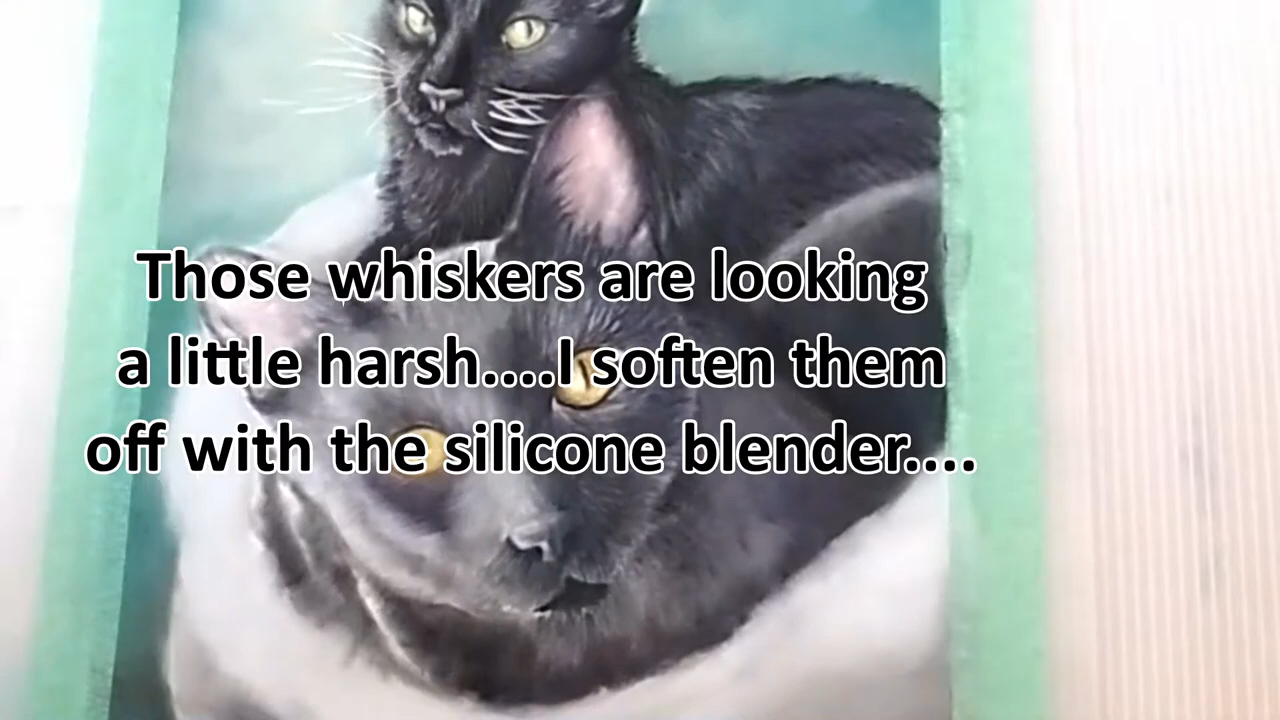 Those whiskers are looking
a little harsh....I soften them
off with the silicone blender....